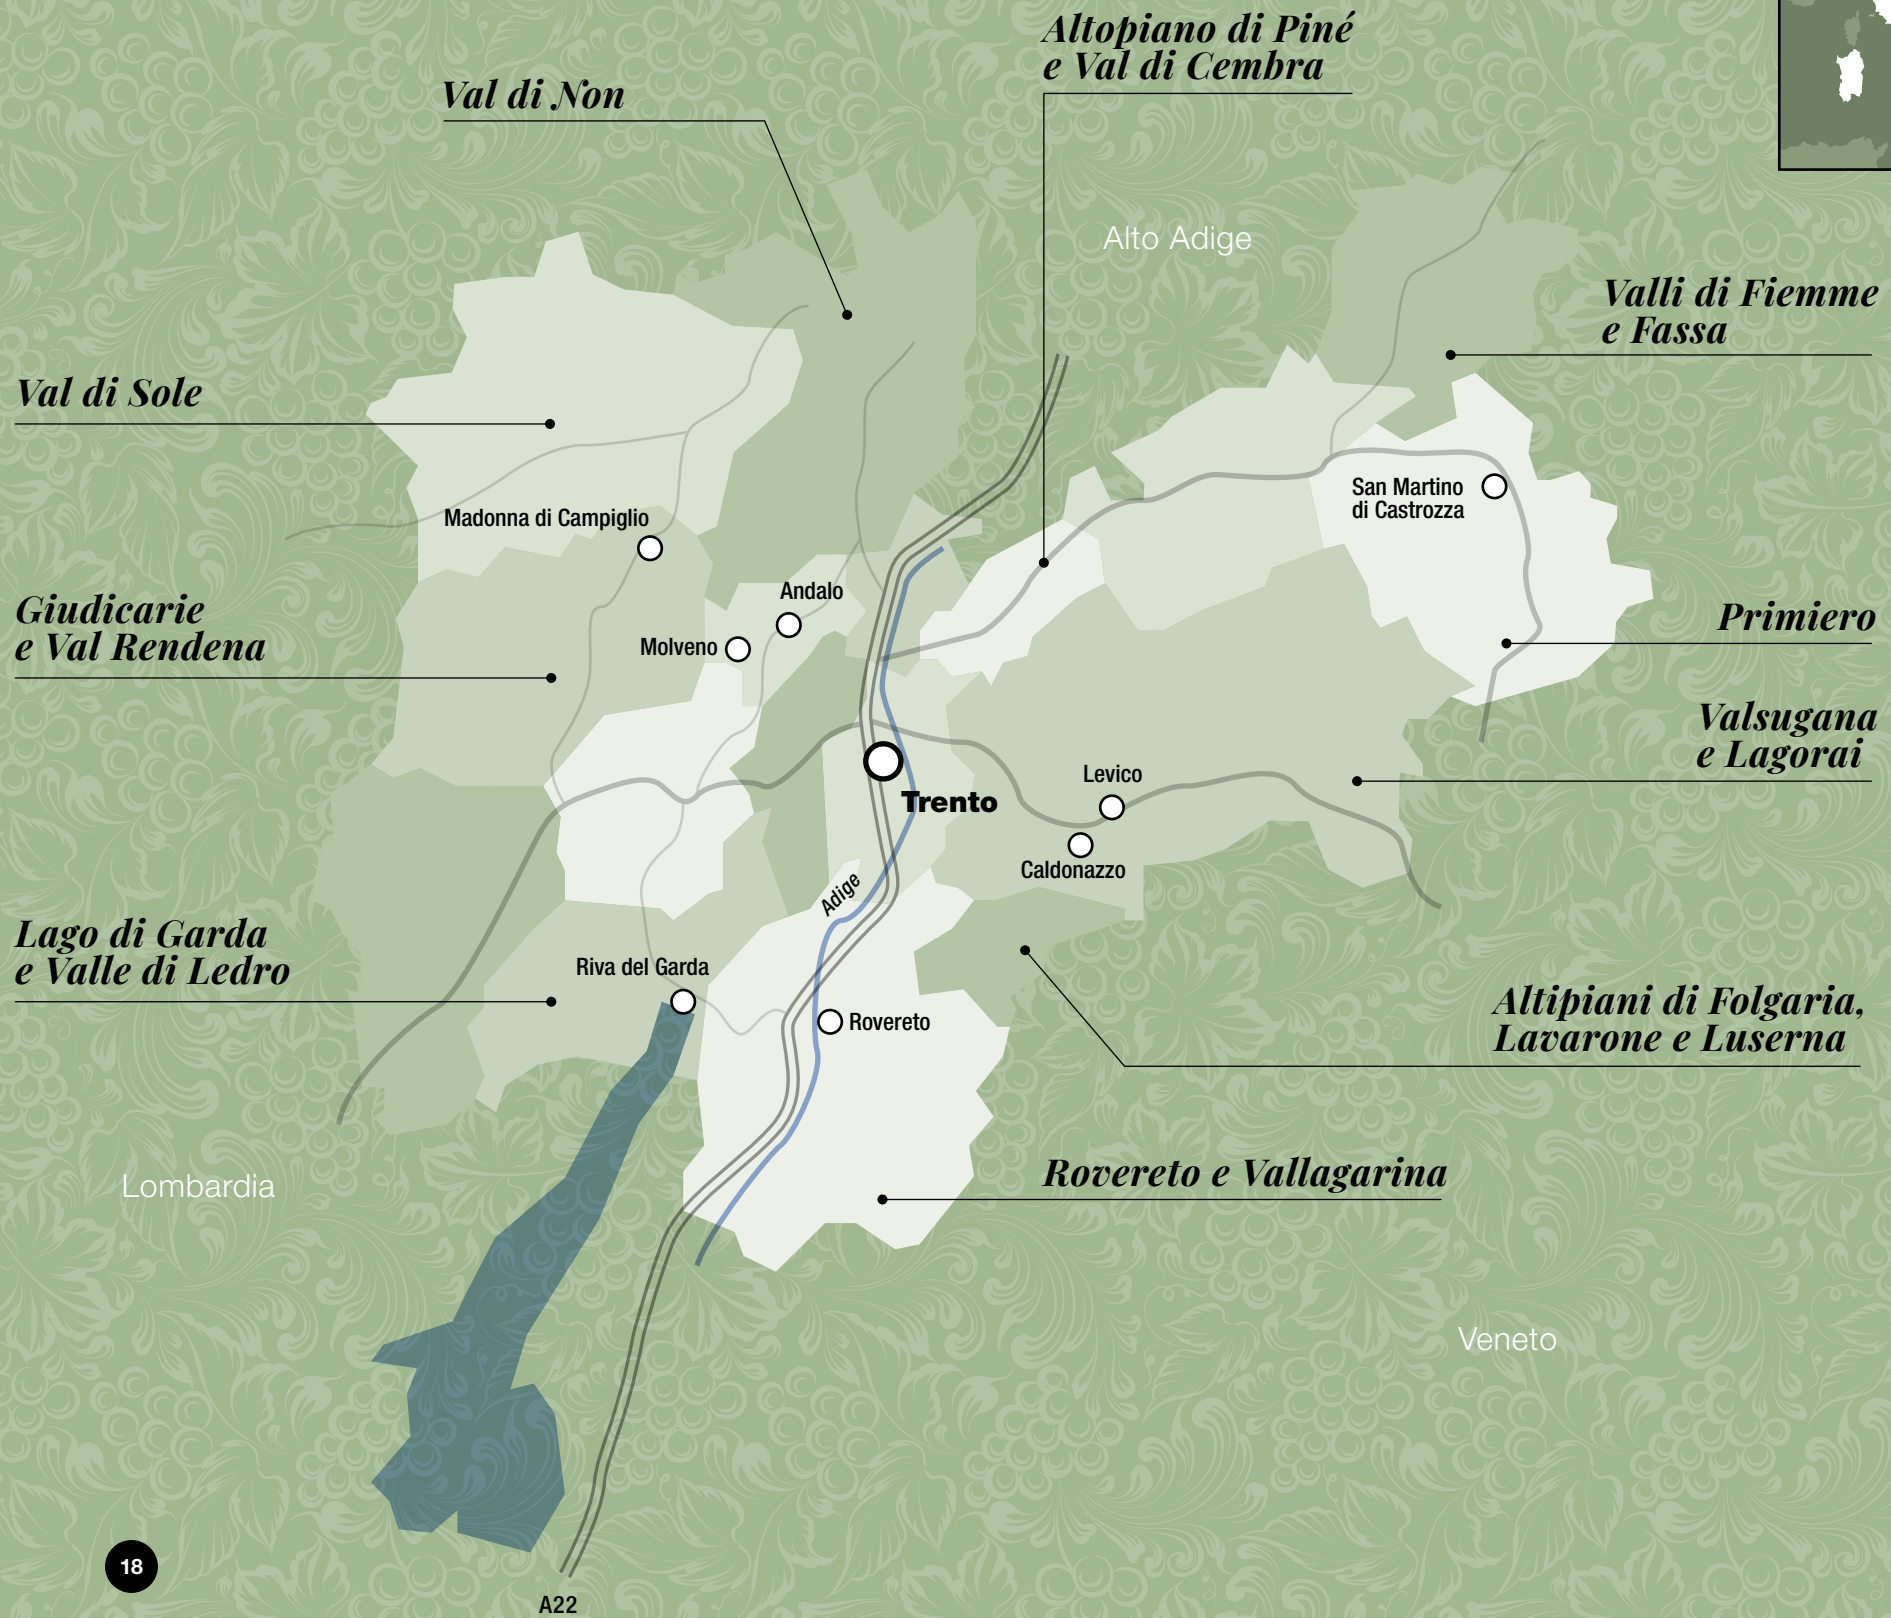 Altopiano di Piné
e Val di Cembra
Val di Non
Alto Adige
Valli di Fiemme
e Fassa
Val di Sole
San Martino
di Castrozza
Madonna di Campiglio
Andalo
Giudicarie
e Val Rendena
Molveno
Primiero
Valsugana
e Lagorai
Levico
Trento
Caldonazzo
Adige
Lago di Garda
e Valle di Ledro
Riva del Garda
Rovereto
Altipiani di Folgaria,
Lavarone e Luserna
Rovereto e Vallagarina
Lombardia
Veneto
18
A22